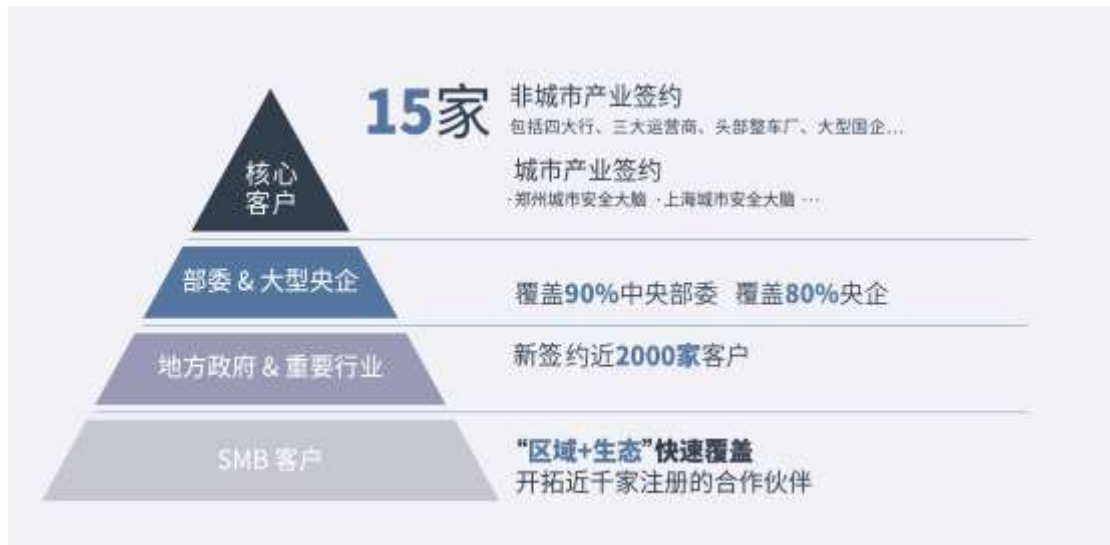 15家
非城市产业签约
包括四大行、三大运营商、头部整车厂、大型国企...
城市产业签约
·郑州城市安全大脑 ·上海城市安全大脑 ···
核心
客户
部委 & 大型央企
覆盖90%中央部委 覆盖80%央企
地方政府 & 重要行业
新签约近2000家客户
SMB 客户
“区域+生态”快速覆盖
开拓近千家注册的合作伙伴